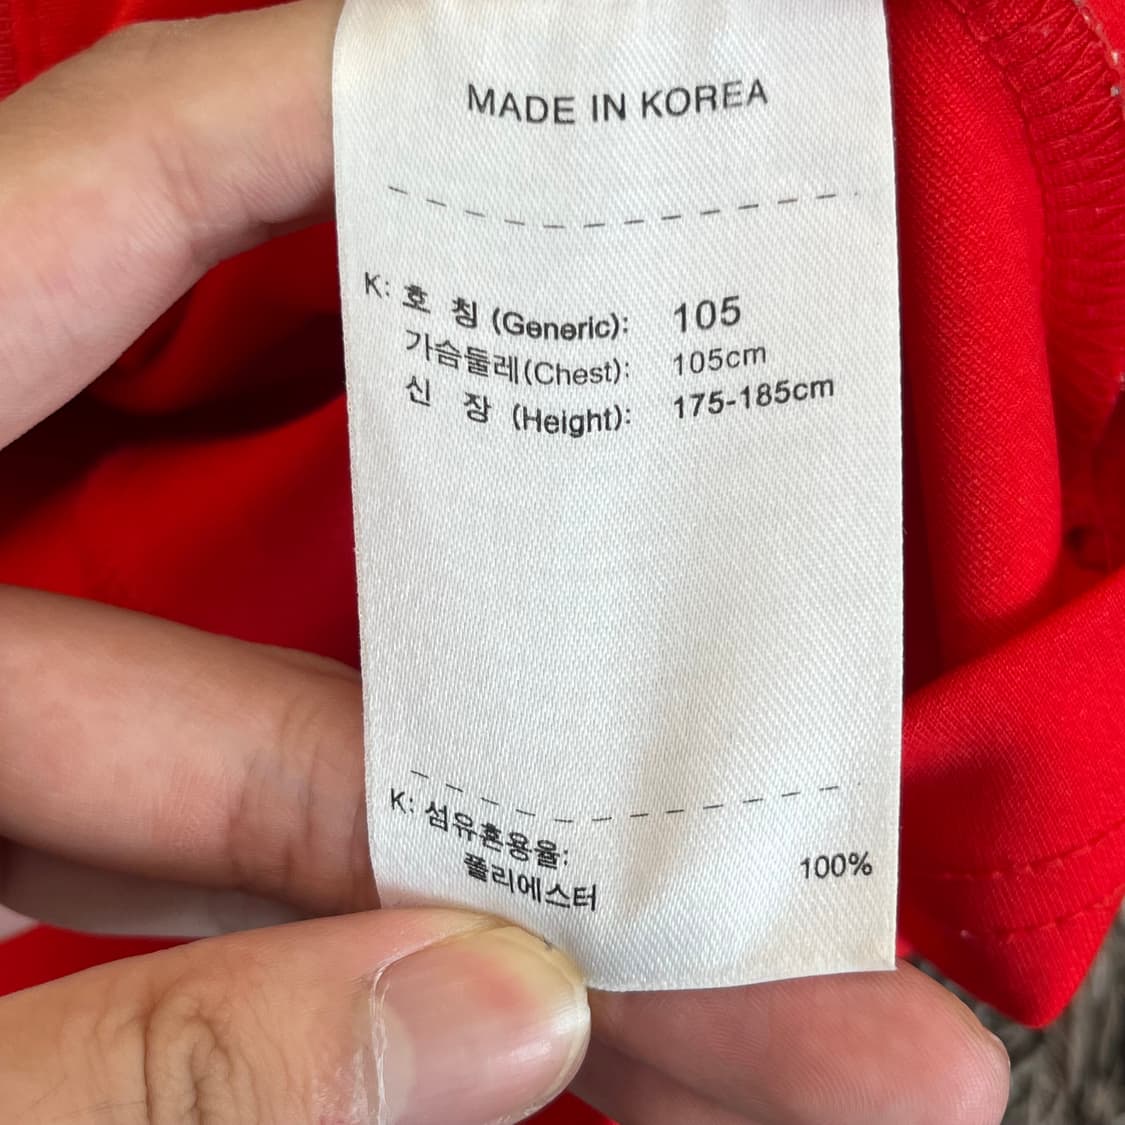 MADE IN KOREA
K: 호 칭 (Generic): 105
가슴둘레(Chest): 105cm
신 장 (Height): 175-185cm
K: 섬유혼용율:
폴리에스터 100%